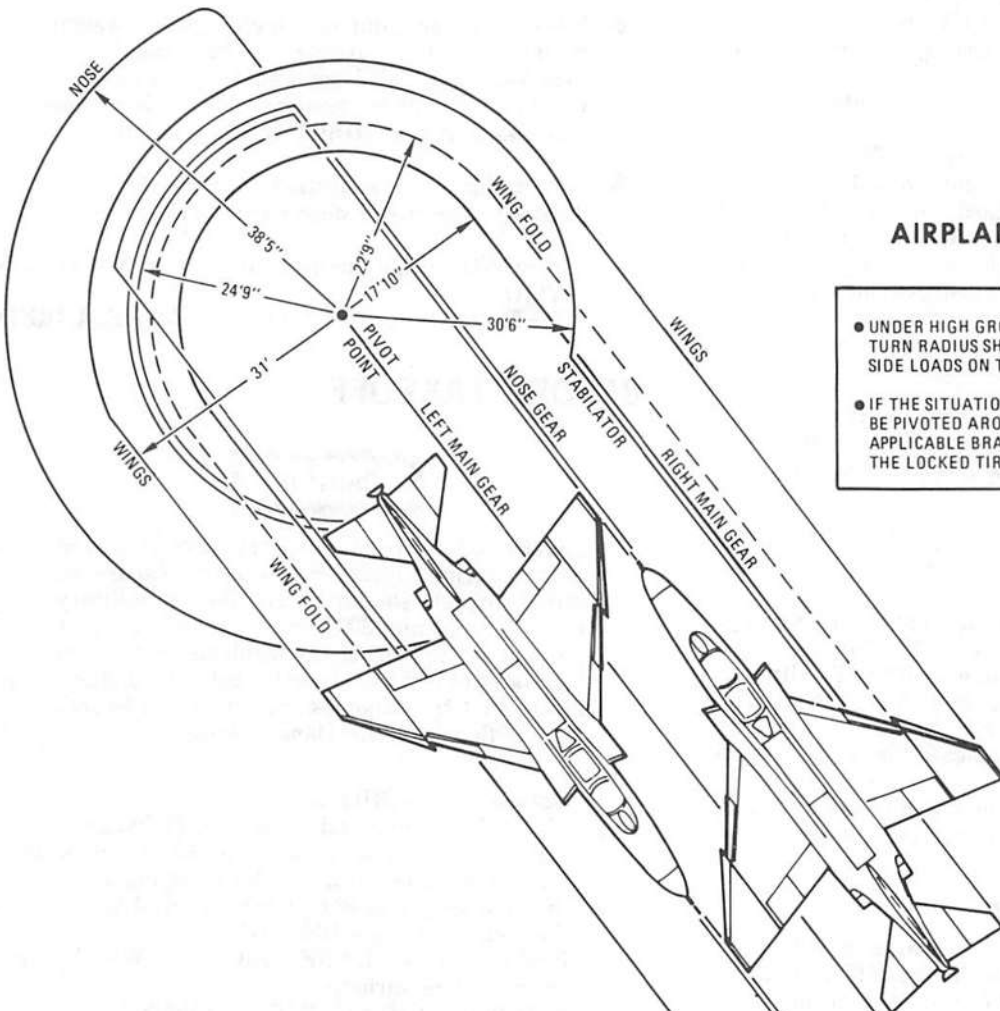 NOSE
38'5"
22'9"
17'10"
24'9"
30'6"
31'
PIVOT
POINT
WING FOLD
WINGS
NOSE GEAR
STABILATOR
LEFT MAIN GEAR
RIGHT MAIN GEAR
WINGS
WING FOLD
AIRPLA
• UNDER HIGH GR
TURN RADIUS SH
SIDE LOADS ON T
• IF THE SITUATIO
BE PIVOTED ARO
APPLICABLE BRA
THE LOCKED TIR